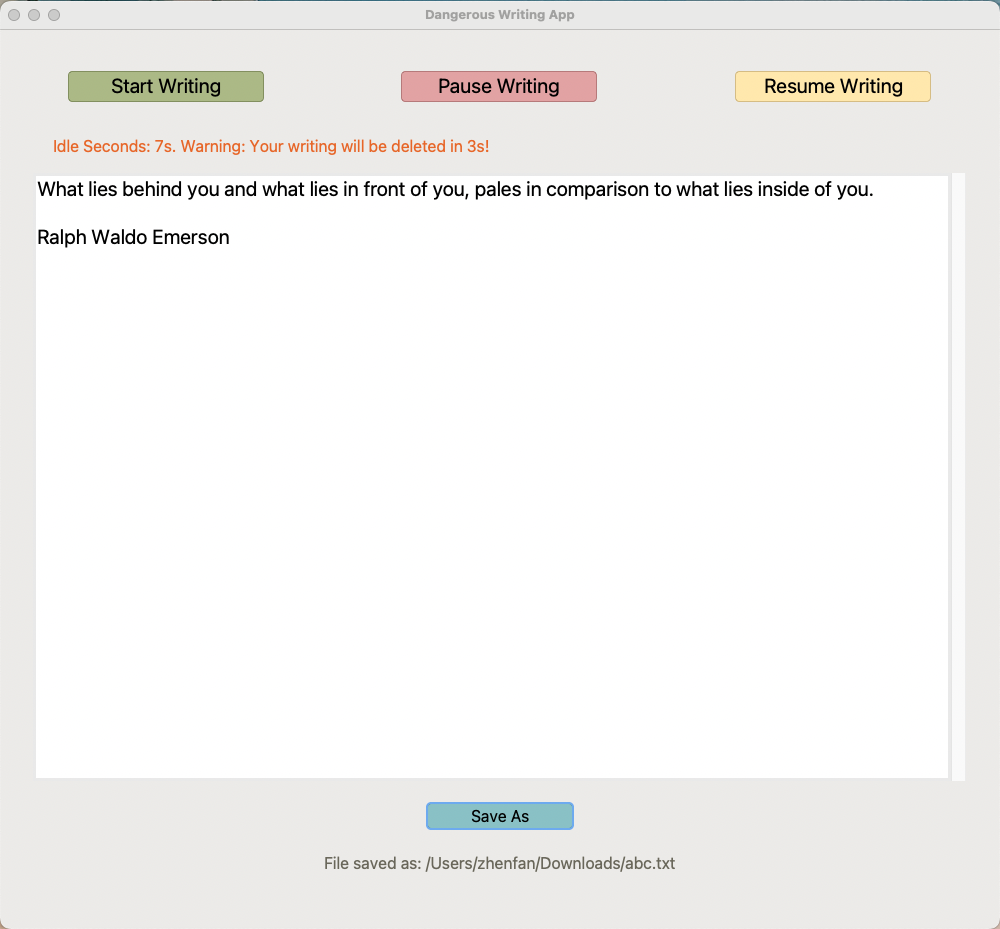 Dangerous Writing App
Start Writing
Pause Writing
Resume Writing
Idle Seconds: 7s. Warning: Your writing will be deleted in 3s!
What lies behind you and what lies in front of you, pales in comparison to what lies inside of you.
Ralph Waldo Emerson
Save As
File saved as: /Users/zhenfan/Downloads/abc.txt